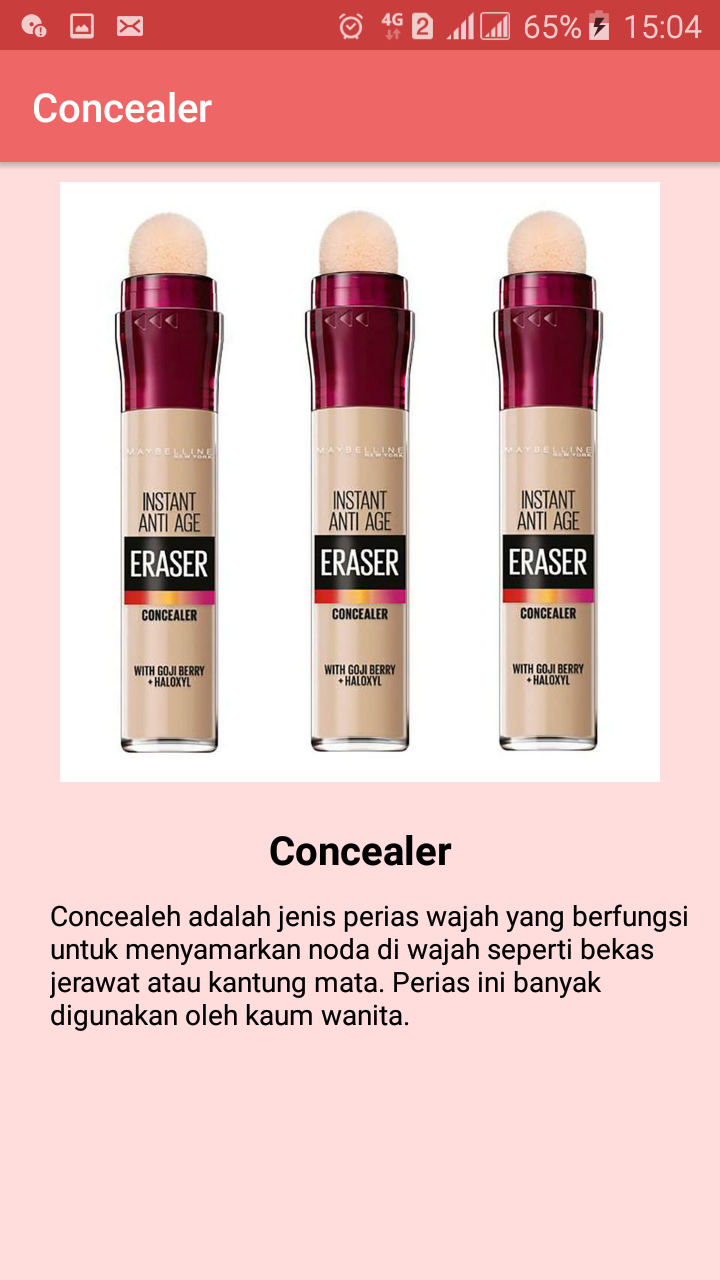 4G 2 65% 15:04
Concealer
MAYBELLINE MAYBELLINE MAYBELLINE
NEW YORK NEW YORK NEW YORK
INSTANT INSTANT INSTANT
ANTI AGE ANTI AGE ANTI AGE
ERASER ERASER ERASER
CONCEALER CONCEALER CONCEALER
WITH GOJI BERRY WITH GOJI BERRY WITH GOJI BERRY
+HALOXYL +HALOXYL +HALOXYL
Concealer
Concealeh adalah jenis perias wajah yang berfungsi
untuk menyamarkan noda di wajah seperti bekas
jerawat atau kantung mata. Perias ini banyak
digunakan oleh kaum wanita.